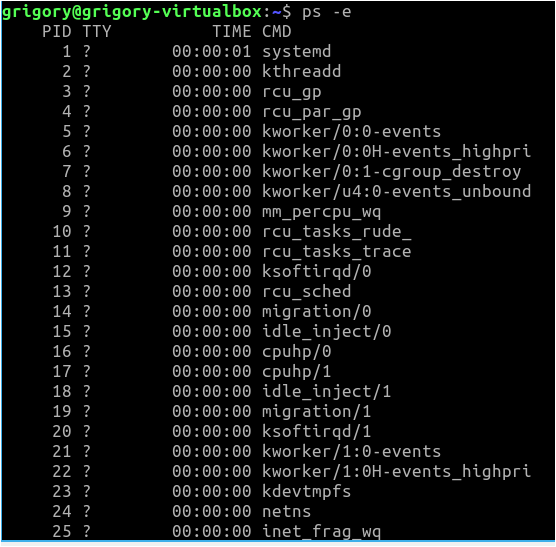 grigory@grigory-virtualbox:~$ ps -e
    PID TTY          TIME CMD
      1 ?        00:00:01 systemd
      2 ?        00:00:00 kthreadd
      3 ?        00:00:00 rcu_gp
      4 ?        00:00:00 rcu_par_gp
      5 ?        00:00:00 kworker/0:0-events
      6 ?        00:00:00 kworker/0:0H-events_highpri
      7 ?        00:00:00 kworker/0:1-cgroup_destroy
      8 ?        00:00:00 kworker/u4:0-events_unbound
      9 ?        00:00:00 mm_percpu_wq
     10 ?        00:00:00 rcu_tasks_rude_
     11 ?        00:00:00 rcu_tasks_trace
     12 ?        00:00:00 ksoftirqd/0
     13 ?        00:00:00 rcu_sched
     14 ?        00:00:00 migration/0
     15 ?        00:00:00 idle_inject/0
     16 ?        00:00:00 cpuhp/0
     17 ?        00:00:00 cpuhp/1
     18 ?        00:00:00 idle_inject/1
     19 ?        00:00:00 migration/1
     20 ?        00:00:00 ksoftirqd/1
     21 ?        00:00:00 kworker/1:0-events
     22 ?        00:00:00 kworker/1:0H-events_highpri
     23 ?        00:00:00 kdevtmpfs
     24 ?        00:00:00 netns
     25 ?        00:00:00 inet_frag_wq